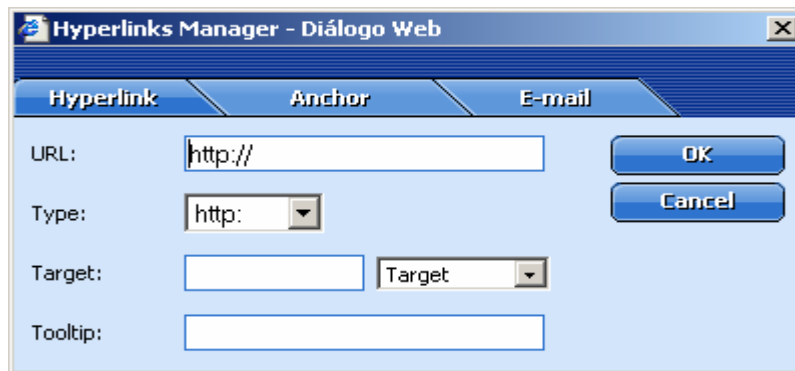 Hyperlinks Manager - Diálogo Web
Hyperlink Anchor E-mail
URL: http:// OK
Type: http: Cancel
Target: Target
Tooltip: